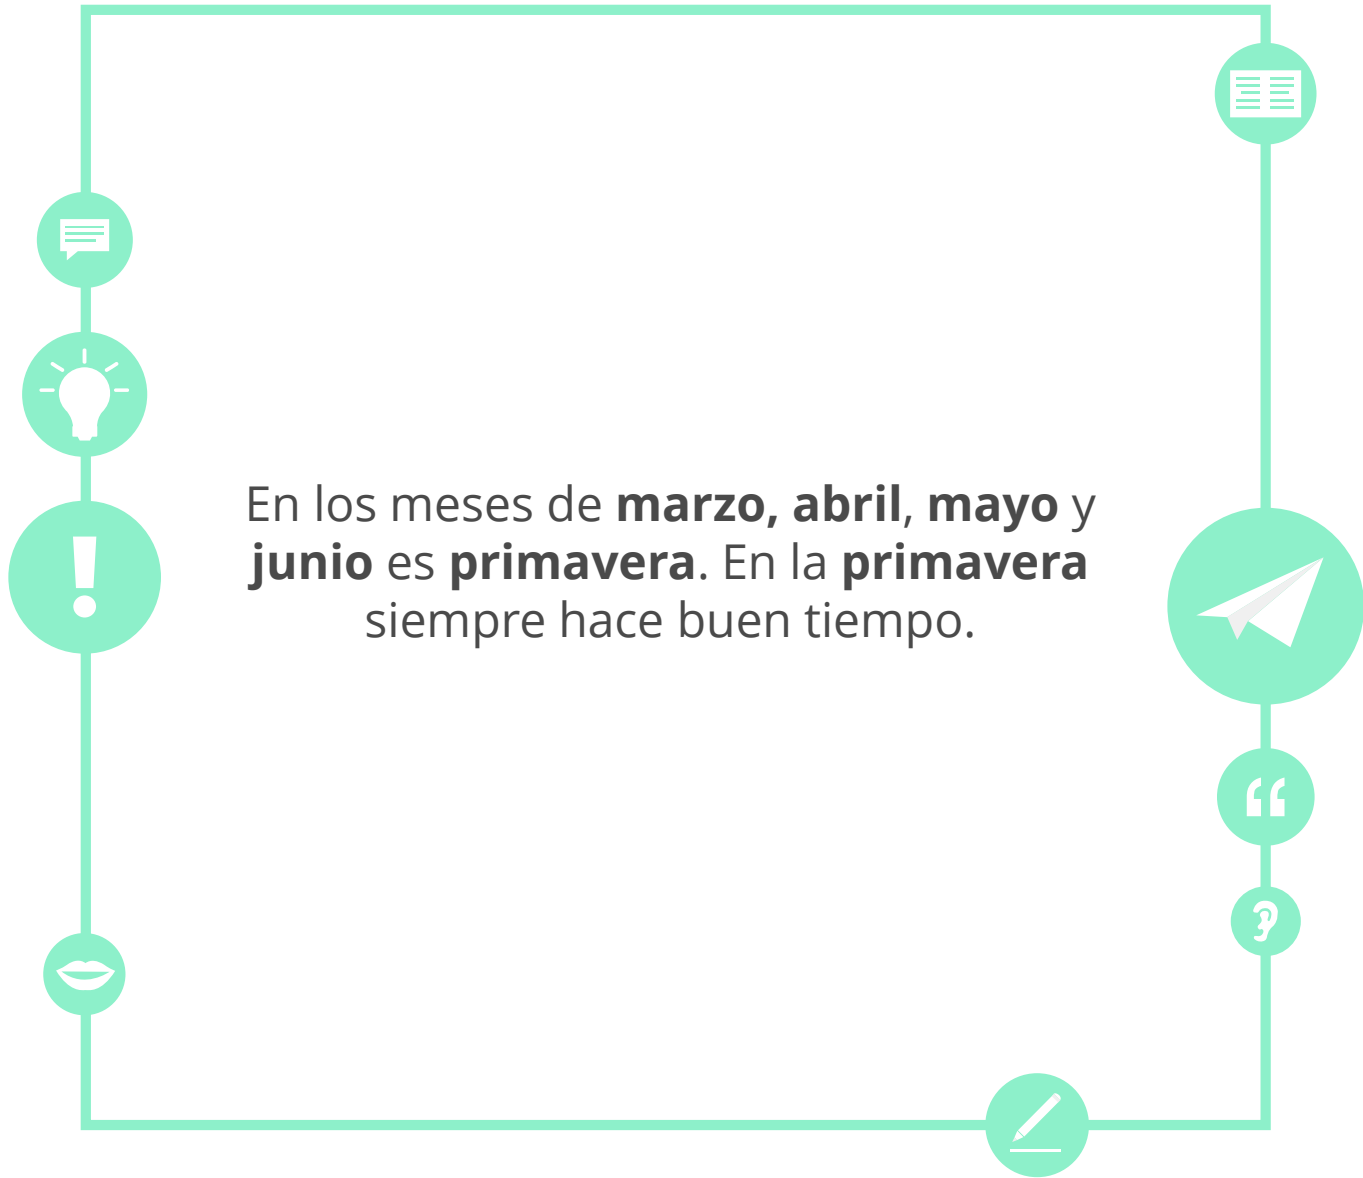 En los meses de marzo, abril, mayo y
junio es primavera. En la primavera
siempre hace buen tiempo.